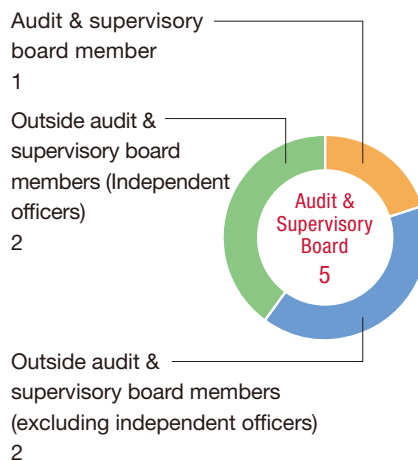 Audit & supervisory
board member
1
Outside audit &
supervisory board
members (Independent
officers)
2
Audit &
Supervisory
Board
5
Outside audit &
supervisory board members
(excluding independent officers)
2